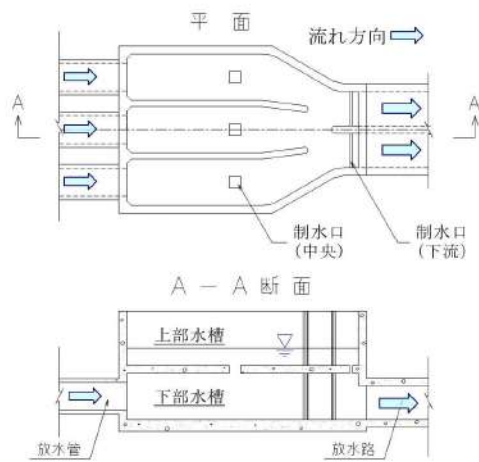 平 面
流れ方向
A
A
制水口
(中央)
制水口
(下流)
A - A 断 面
上部水槽
下部水槽
放水管
放水路